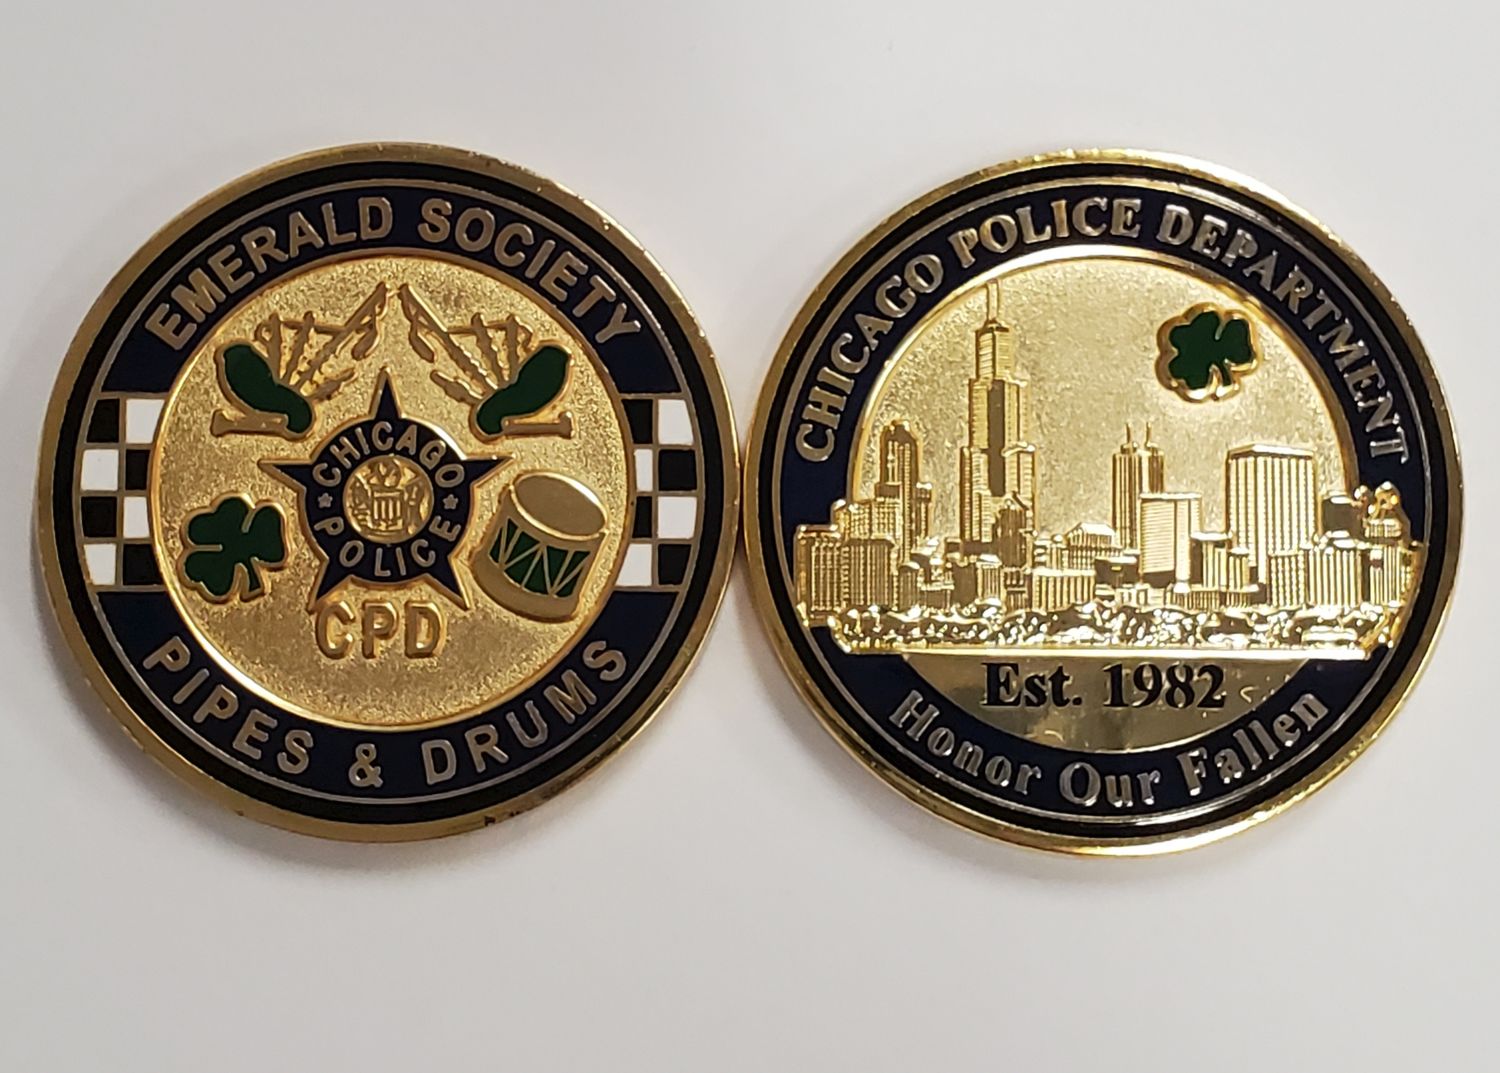 EMERALD SOCIETY
CHICAGO
POLICE
CPD
PIPES & DRUMS
CHICAGO POLICE DEPARTMENT
Est. 1982
Honor Our Fallen